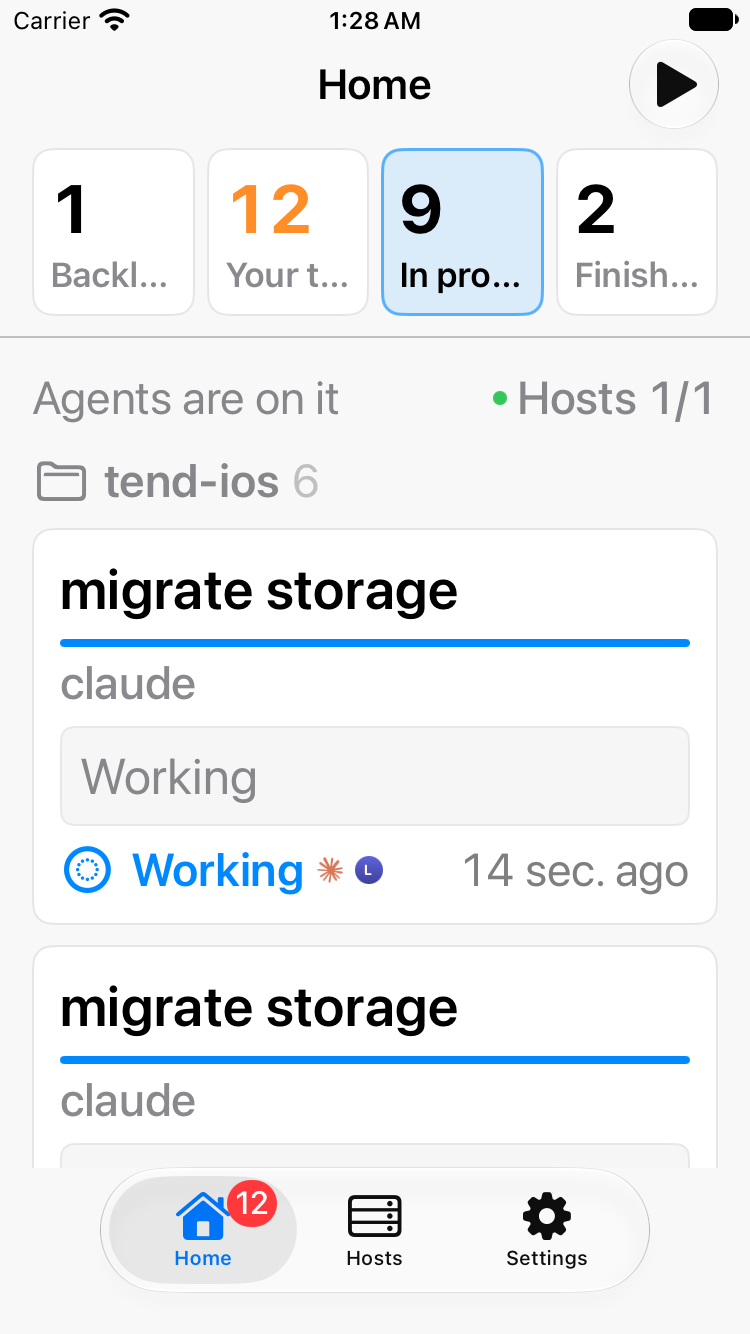 Carrier 1:28 AM
Home
1 12 9 2
Backl... Your t... In pro... Finish...
Agents are on it Hosts 1/1
tend-ios 6
migrate storage
claude
Working
Working L 14 sec. ago
migrate storage
claude
12
Home Hosts Settings